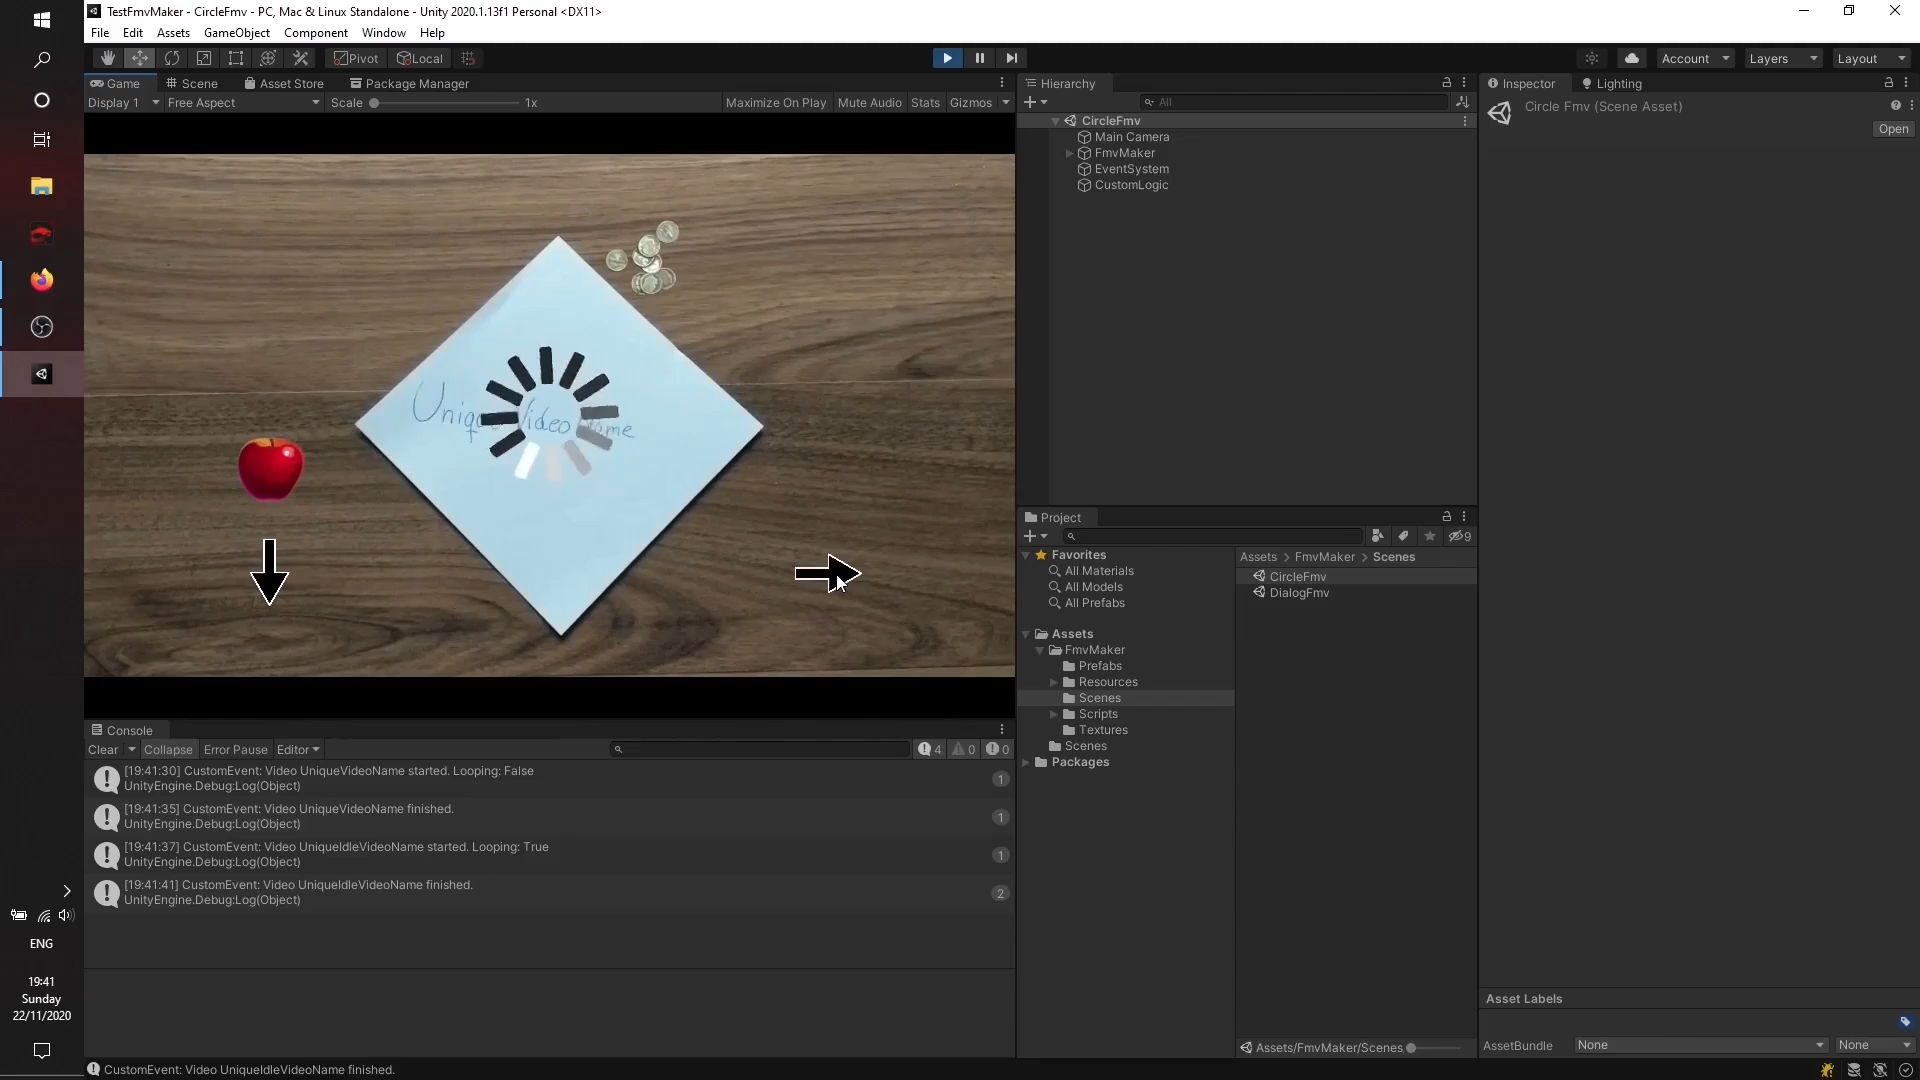 TestFmvMaker - CircleFmv - PC, Mac & Linux Standalone - Unity 2020.1.13f1 Personal <DX11>
File Edit Assets GameObject Component Window Help
Pivot Local Account Layers Layout
Game Scene Asset Store Package Manager
Display 1 Free Aspect Scale 1x Maximize On Play Mute Audio Stats Gizmos
Unique Video Name
Console
Clear Collapse Error Pause Editor 4 0 0
[19:41:30] CustomEvent: Video UniqueVideoName started. Looping: False
UnityEngine.Debug:Log(Object)
1
[19:41:35] CustomEvent: Video UniqueVideoName finished.
UnityEngine.Debug:Log(Object)
1
[19:41:37] CustomEvent: Video UniqueIdleVideoName started. Looping: True
UnityEngine.Debug:Log(Object)
1
[19:41:41] CustomEvent: Video UniqueIdleVideoName finished.
UnityEngine.Debug:Log(Object)
2
CustomEvent: Video UniqueIdleVideoName finished.
Hierarchy
All
CircleFmv
Main Camera
FmvMaker
EventSystem
CustomLogic
Project
9
Favorites
All Materials
All Models
All Prefabs
Assets
FmvMaker
Prefabs
Resources
Scenes
Scripts
Textures
Scenes
Packages
Assets > FmvMaker > Scenes
CircleFmv
DialogFmv
Assets/FmvMaker/Scenes
Inspector Lighting
Circle Fmv (Scene Asset)
Open
Asset Labels
AssetBundle None None
ENG
19:41
Sunday
22/11/2020